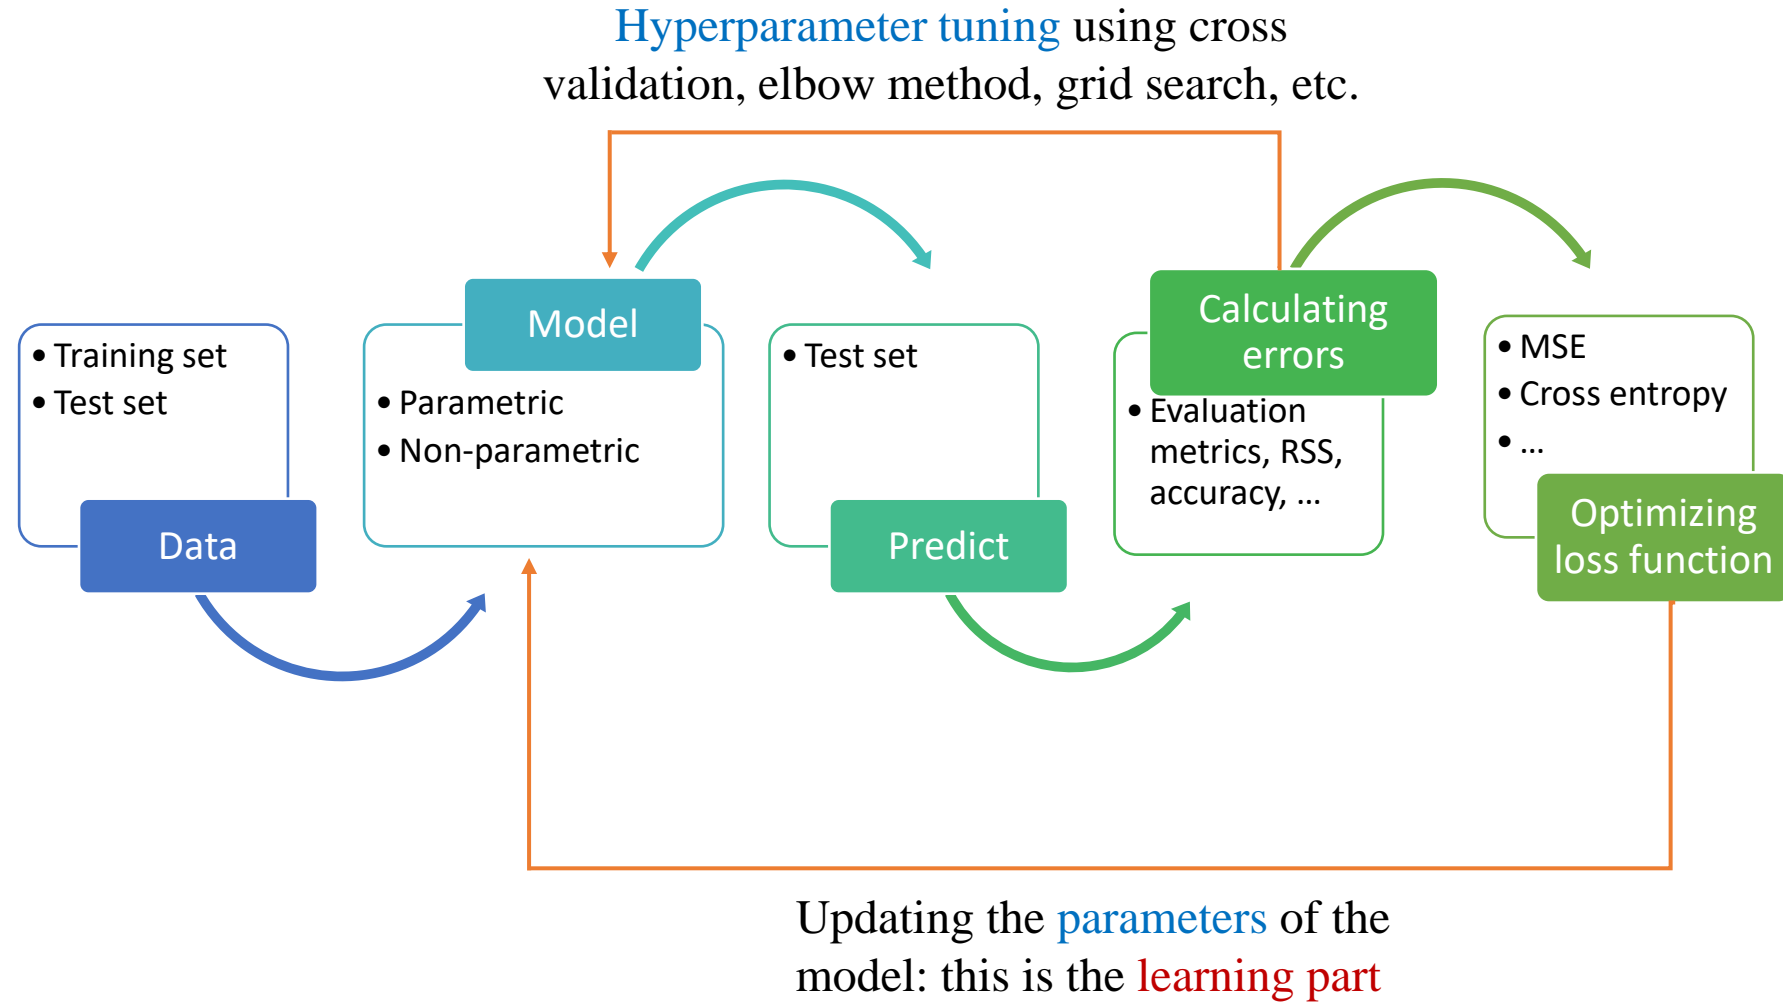 Hyperparameter tuning using cross
validation, elbow method, grid search, etc.
• Training set
• Test set
Data
Model
• Parametric
• Non-parametric
• Test set
Predict
Calculating
errors
• Evaluation
metrics, RSS,
accuracy, ...
• MSE
• Cross entropy
• ...
Optimizing
loss function
Updating the parameters of the
model: this is the learning part